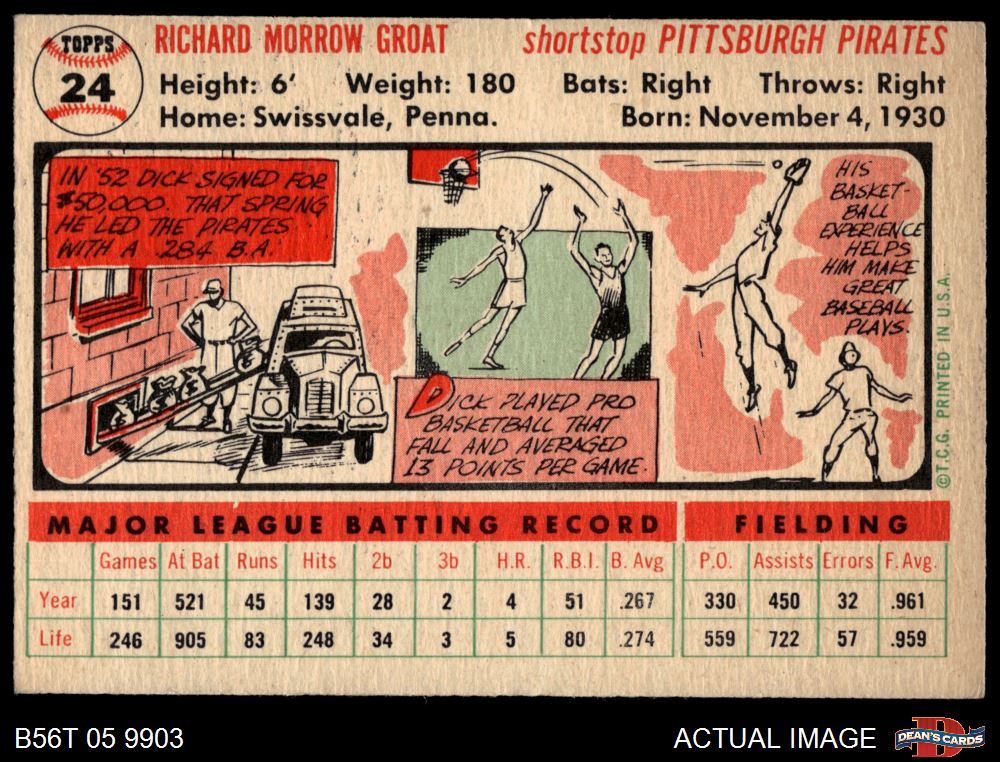 TOPPS
24
RICHARD MORROW GROAT shortstop PITTSBURGH PIRATES
Height: 6' Weight: 180 Bats: Right Throws: Right
Home: Swissvale, Penna. Born: November 4, 1930
IN '52 DICK SIGNED FOR
$50,000. THAT SPRING
HE LED THE PIRATES
WITH A .284 B.A.
DICK PLAYED PRO
BASKETBALL THAT
FALL AND AVERAGED
13 POINTS PER GAME.
HIS
BASKET-
BALL
EXPERIENCE
HELPS
HIM MAKE
GREAT
BASEBALL
PLAYS.
©T.C.G. PRINTED IN U.S.A.
MAJOR LEAGUE BATTING RECORD FIELDING
Games At Bat Runs Hits 2b 3b H.R. R.B.I. B. Avg P.O. Assists Errors F. Avg.
Year 151 521 45 139 28 2 4 51 .267 330 450 32 .961
Life 246 905 83 248 34 3 5 80 .274 559 722 57 .959
B56T 05 9903 ACTUAL IMAGE DEAN'S CARDS